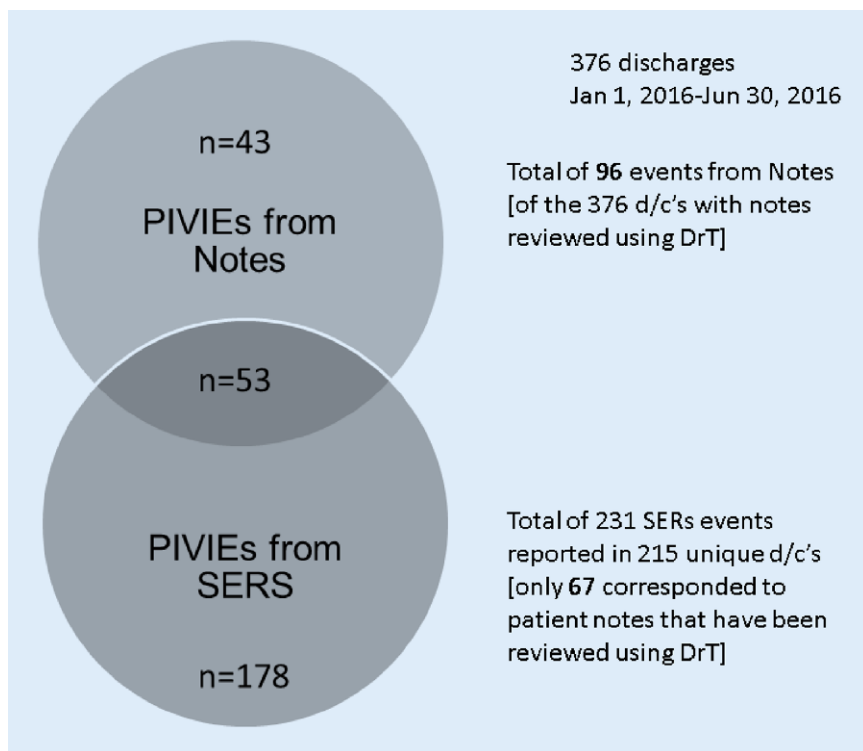 376 discharges
Jan 1, 2016-Jun 30, 2016
n=43
Total of 96 events from Notes
[of the 376 d/c's with notes
reviewed using DrT]
PIVIEs from
Notes
n=53
Total of 231 SERs events
reported in 215 unique d/c's
[only 67 corresponded to
patient notes that have been
reviewed using DrT]
PIVIEs from
SERS
n=178